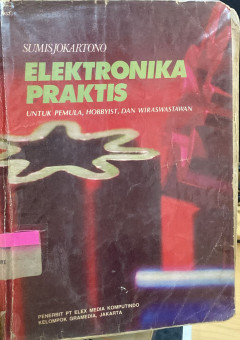 SUMISJOKARTONO
ELEKTRONIKA
PRAKTIS
UNTUK PEMULA, HOBBYIST, DAN WIRASWASTAWAN
PENERBIT PT ELEX MEDIA KOMPUTINDO
KELOMPOK GRAMEDIA, JAKARTA